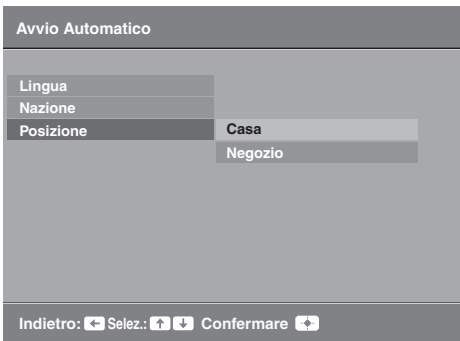 Avvio Automatico
Lingua
Nazione
Posizione Casa
Negozio
Indietro: Selez.: Confermare